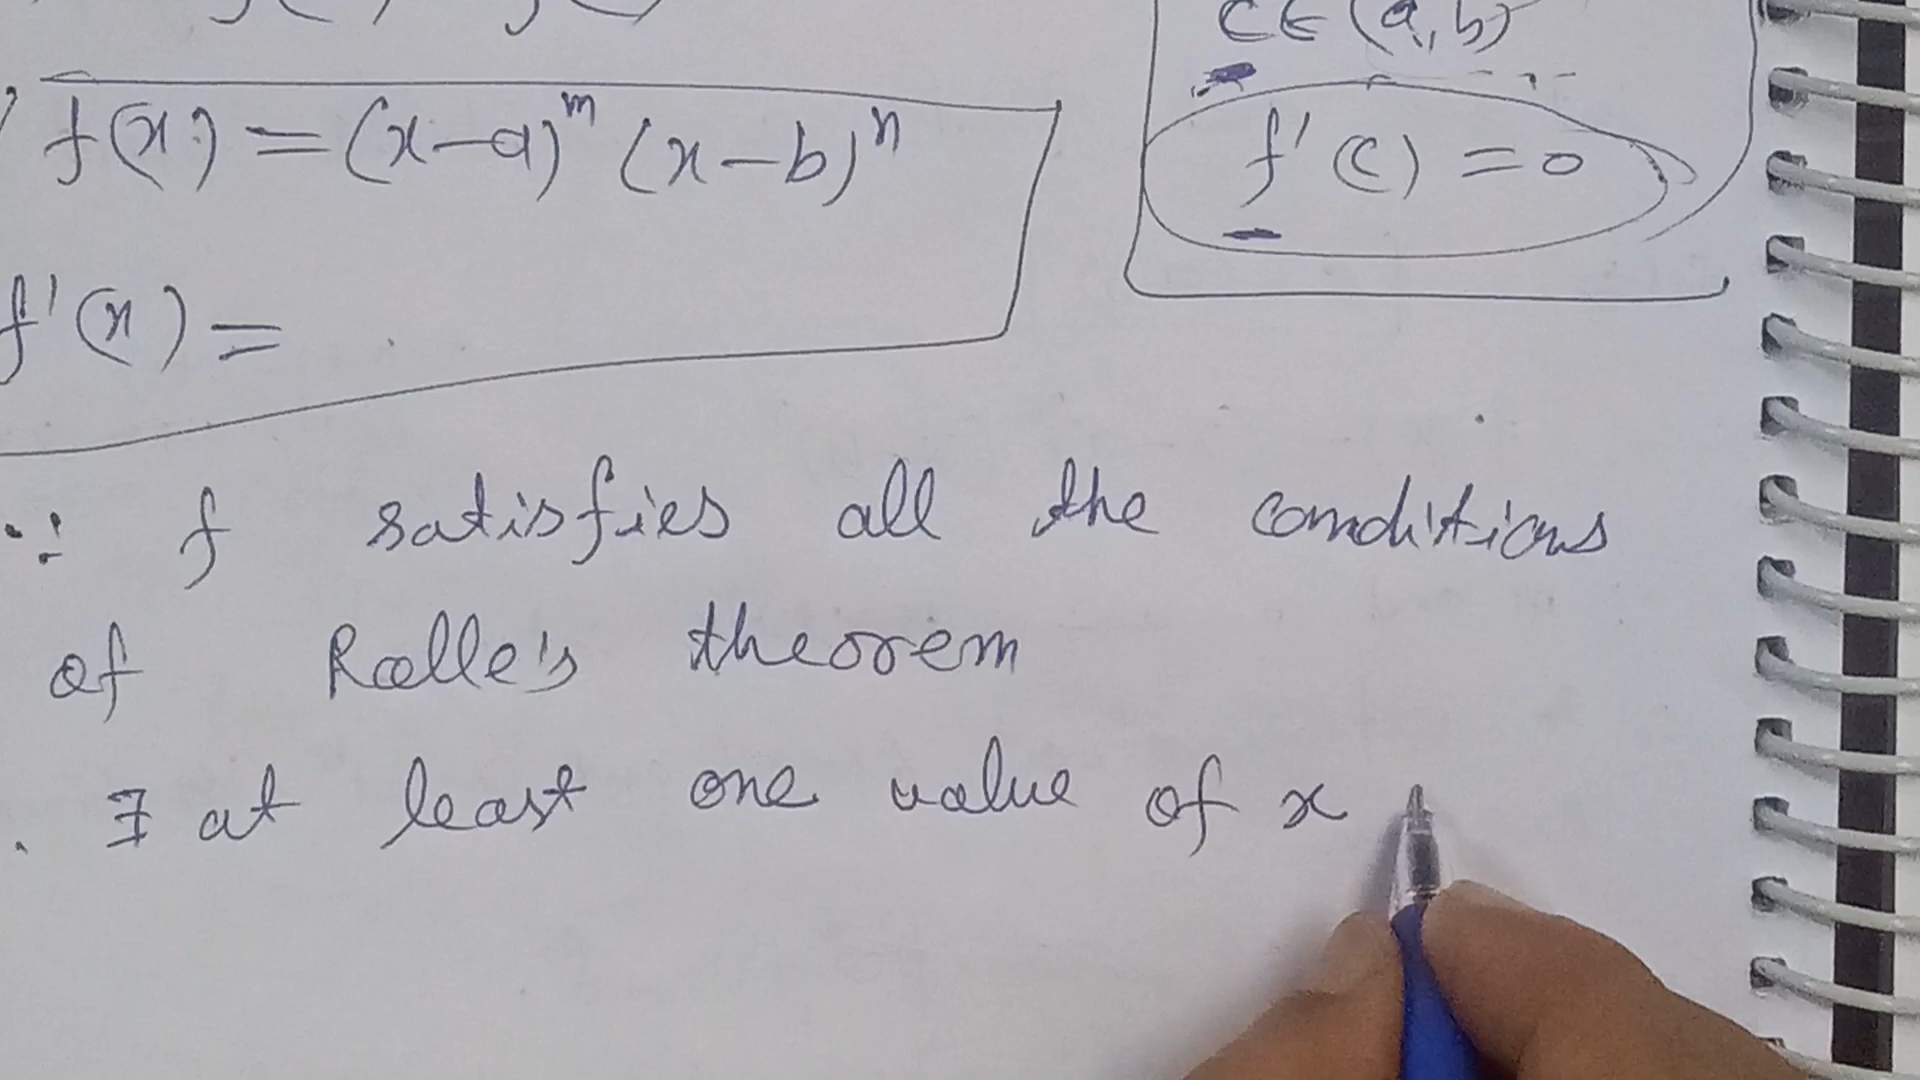 C ∈ (a, b)
f(x) = (x-a)^m (x-b)^n
f'(c) = 0
f'(x) =
∵ f satisfies all the conditions
of Rolle's theorem
∃ at least one value of x